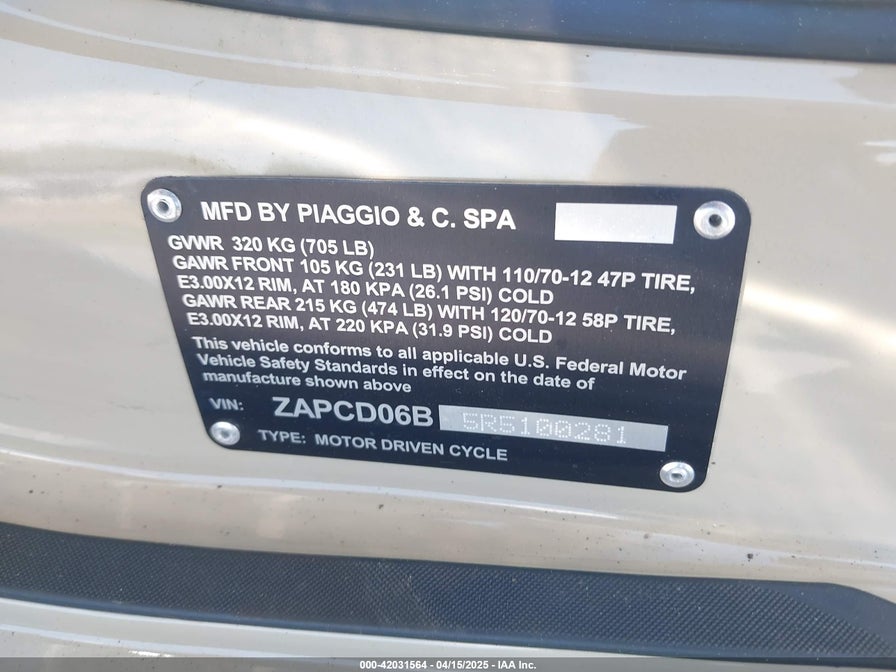 MFD BY PIAGGIO & C. SPA
GVWR 320 KG (705 LB)
GAWR FRONT 105 KG (231 LB) WITH 110/70-12 47P TIRE,
E3.00X12 RIM, AT 180 KPA (26.1 PSI) COLD
GAWR REAR 215 KG (474 LB) WITH 120/70-12 58P TIRE,
E3.00X12 RIM, AT 220 KPA (31.9 PSI) COLD
This vehicle conforms to all applicable U.S. Federal Motor
Vehicle Safety Standards in effect on the date of
manufacture shown above
VIN: ZAPCD06B 5R5100281
TYPE: MOTOR DRIVEN CYCLE
000-42031564 04/15/2025 - IAA Inc.